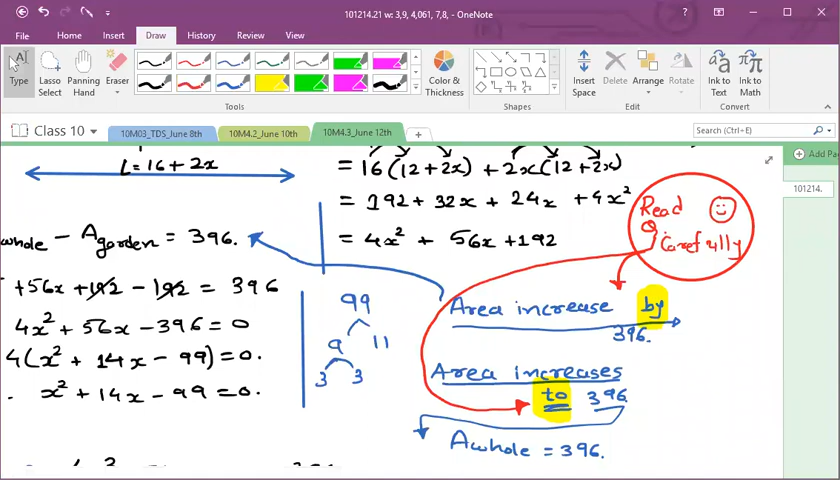 101214.21 w: 3,9, 4,061, 7,8, - OneNote
File Home Insert Draw History Review View
Type
Lasso Select
Panning Hand
Eraser
Color & Thickness
Insert Space
Delete
Arrange
Rotate
Ink to Text
Ink to Math
Tools
Shapes
Edit
Convert
Class 10
10M03_TDS_June 8th
10M4.2_June 10th
10M4.3_June 12th
Search (Ctrl+E)
Add Pag
101214.
L = 16 + 2x
= 16(12 + 2x) + 2x(12 + 2x)
= 192 + 32x + 24x + 4x²
= 4x² + 56x + 192
Read
Q.
Carefully
whole - Agarden = 396.
+56x + 192 - 192 = 396
4x² + 56x - 396 = 0
4(x² + 14x - 99) = 0.
x² + 14x - 99 = 0.
99
9 11
3 3
Area increase by
396.
Area increases
to 396
Awhole = 396.